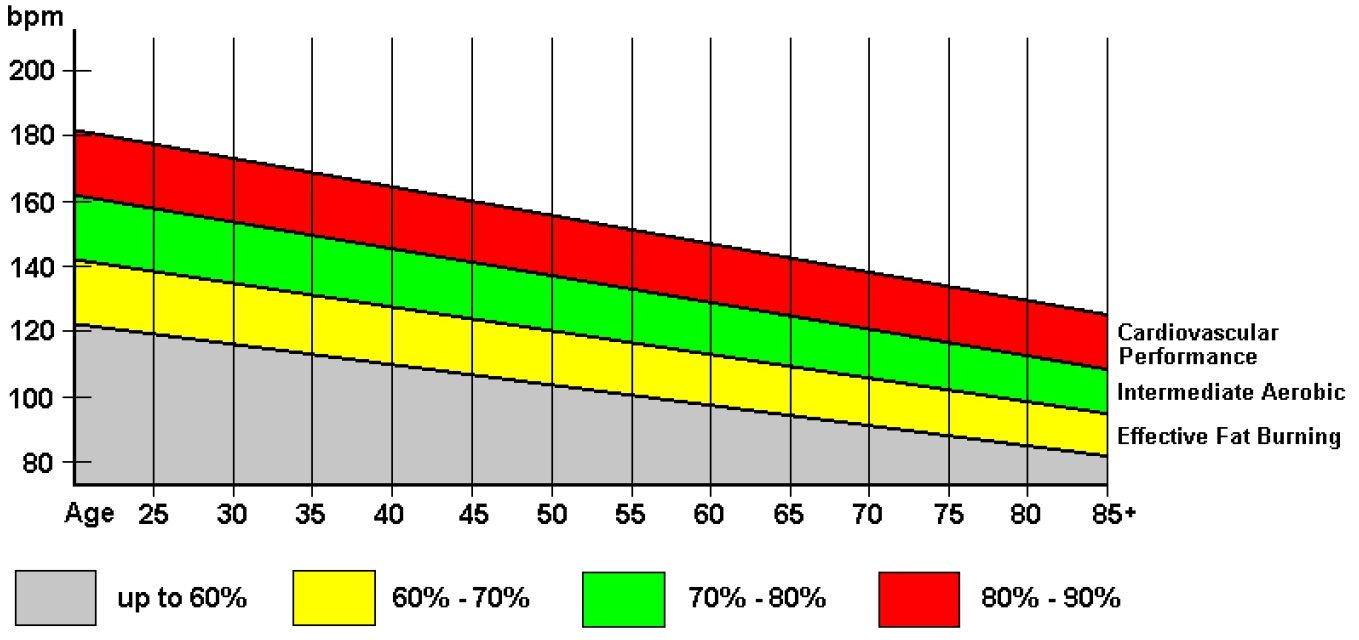 bpm
200
180
160
140
120
100
80
Cardiovascular
Performance
Intermediate Aerobic
Effective Fat Burning
Age 25 30 35 40 45 50 55 60 65 70 75 80 85+
up to 60% 60% - 70% 70% - 80% 80% - 90%